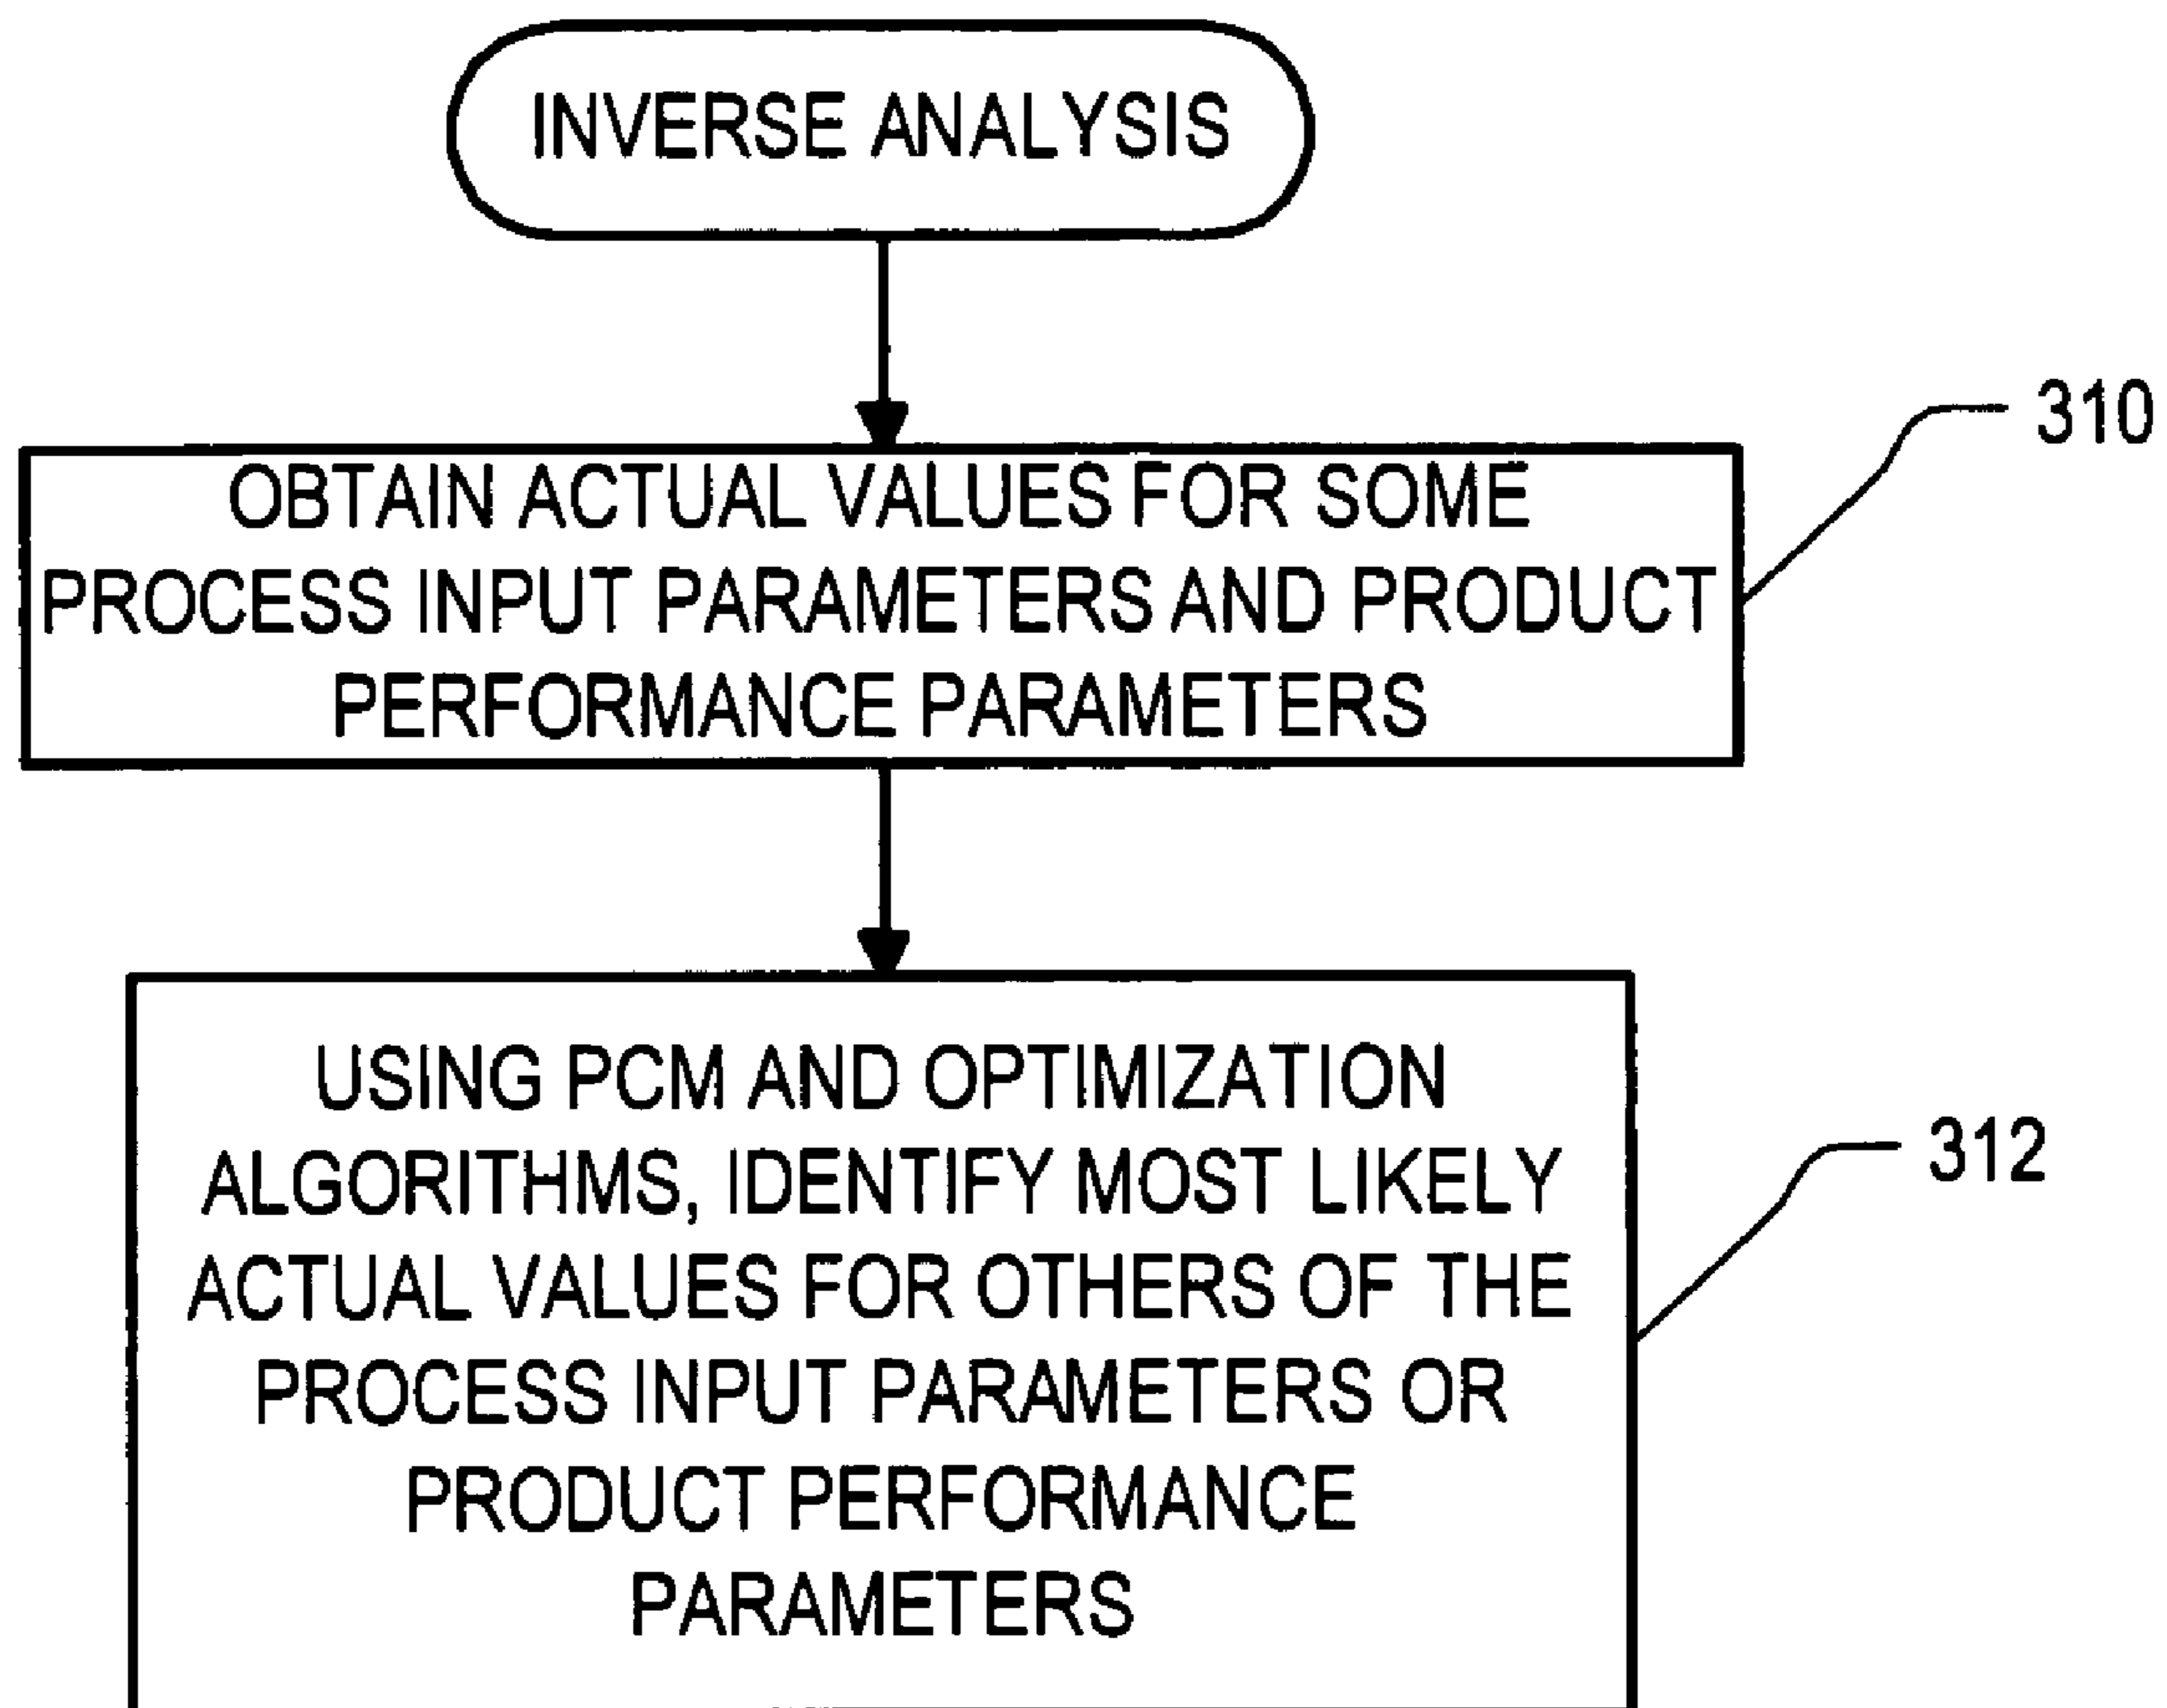 INVERSE ANALYSIS
310
OBTAIN ACTUAL VALUES FOR SOME
PROCESS INPUT PARAMETERS AND PRODUCT
PERFORMANCE PARAMETERS
USING PCM AND OPTIMIZATION
ALGORITHMS, IDENTIFY MOST LIKELY
312
ACTUAL VALUES FOR OTHERS OF THE
PROCESS INPUT PARAMETERS OR
PRODUCT PERFORMANCE
PARAMETERS